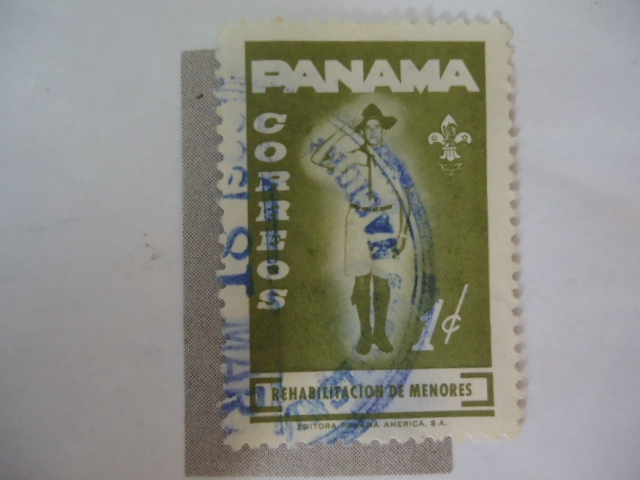 PANAMA
CORREOS
1¢
REHABILITACION DE MENORES
EDITORA PANAMA AMERICA, S.A.